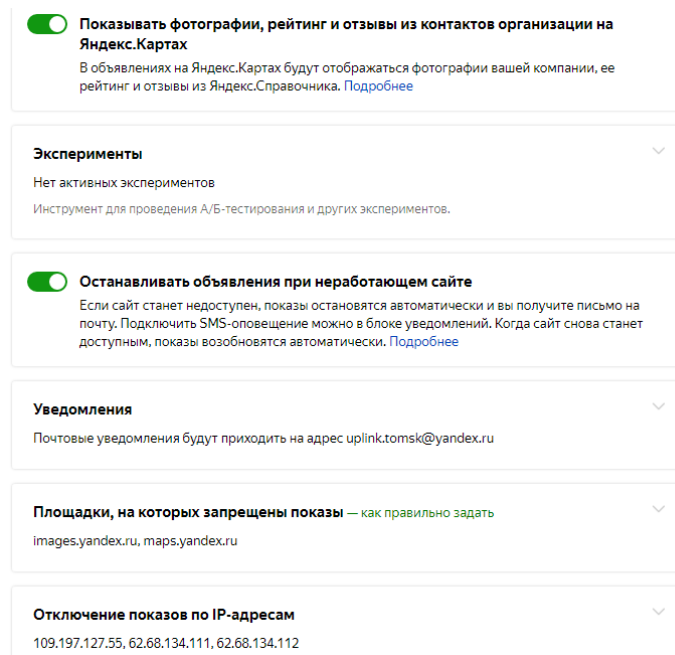 Показывать фотографии, рейтинг и отзывы из контактов организации на
Яндекс.Картах
В объявлениях на Яндекс.Картах будут отображаться фотографии вашей компании, ее
рейтинг и отзывы из Яндекс.Справочника. Подробнее
Эксперименты
Нет активных экспериментов
Инструмент для проведения А/Б-тестирования и других экспериментов.
Останавливать объявления при неработающем сайте
Если сайт станет недоступен, показы остановятся автоматически и вы получите письмо на
почту. Подключить SMS-оповещение можно в блоке уведомлений. Когда сайт снова станет
доступным, показы возобновятся автоматически. Подробнее
Уведомления
Почтовые уведомления будут приходить на адрес uplink.tomsk@yandex.ru
Площадки, на которых запрещены показы — как правильно задать
images.yandex.ru, maps.yandex.ru
Отключение показов по IP-адресам
109.197.127.55, 62.68.134.111, 62.68.134.112